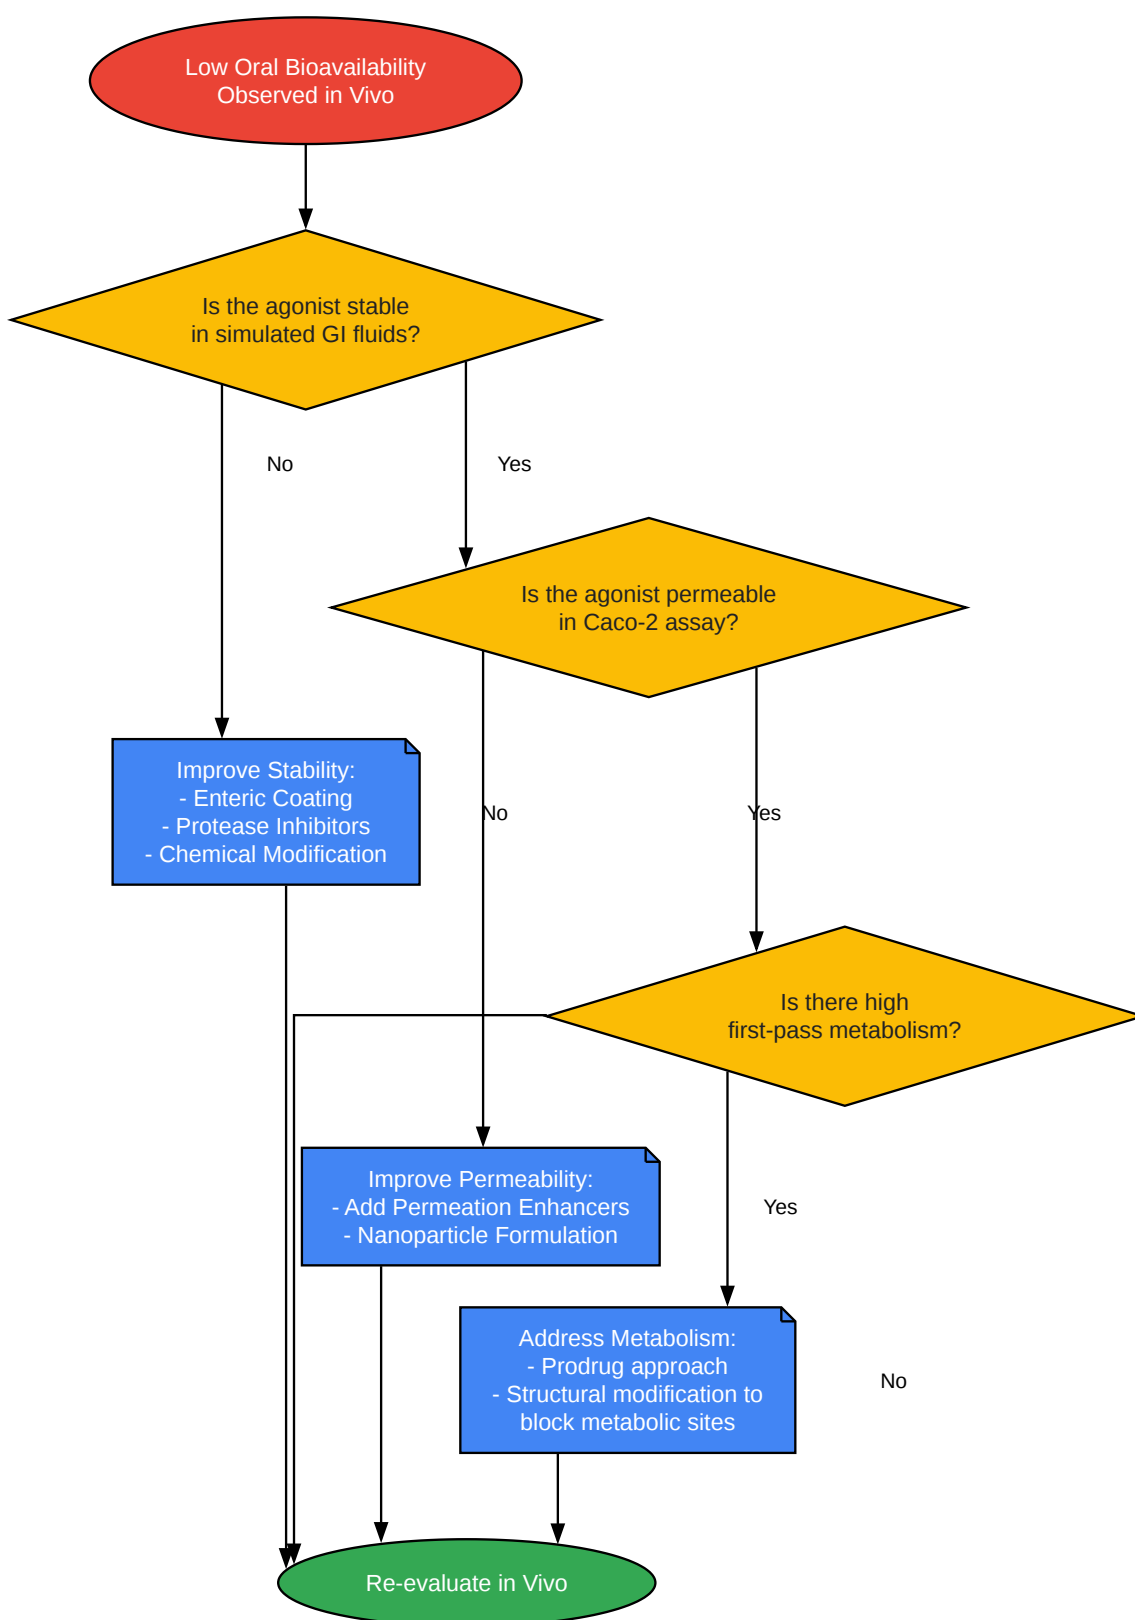 Low Oral Bioavailability
Observed in Vivo
Is the agonist stable
in simulated GI fluids?
No
Yes
Is the agonist permeable
in Caco-2 assay?
Improve Stability:
- Enteric Coating
- Protease Inhibitors
- Chemical Modification
No
Yes
Is there high
first-pass metabolism?
Improve Permeability:
- Add Permeation Enhancers
- Nanoparticle Formulation
Yes
Address Metabolism:
- Prodrug approach
- Structural modification to
block metabolic sites
No
Re-evaluate in Vivo